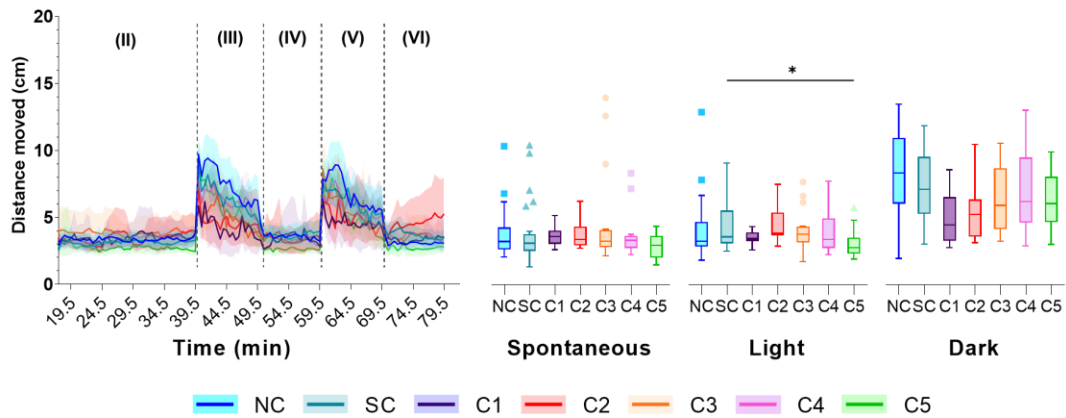 20
15
10
5
0
Distance moved (cm)
(II) (III) (IV) (V) (VI)
*
19.5 24.5 29.5 34.5 39.5 44.5 49.5 54.5 59.5 64.5 69.5 74.5 79.5
NC SC C1 C2 C3 C4 C5 NC SC C1 C2 C3 C4 C5 NC SC C1 C2 C3 C4 C5
Time (min) Spontaneous Light Dark
NC SC C1 C2 C3 C4 C5